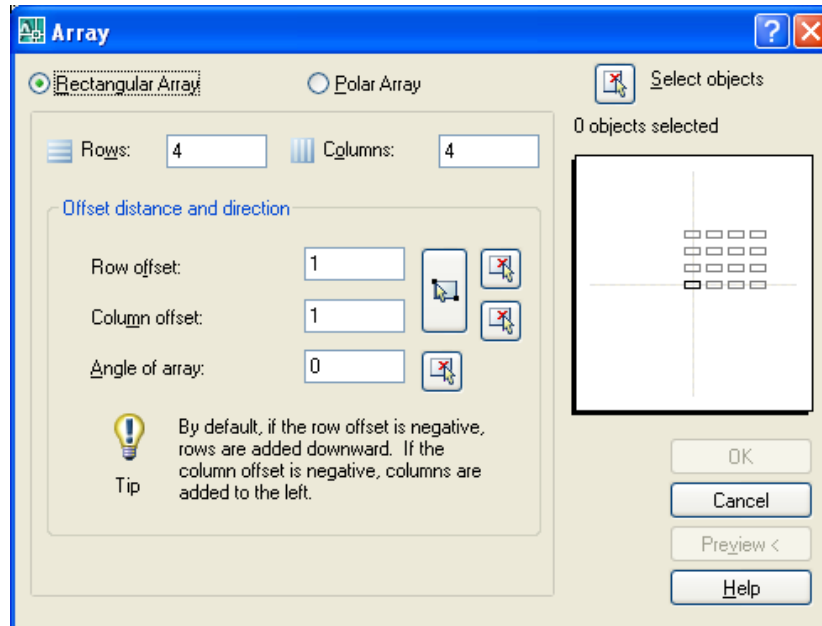 Array
Rectangular Array
Polar Array
Select objects
0 objects selected
Rows: 4
Columns: 4
Offset distance and direction
Row offset: 1
Column offset: 1
Angle of array: 0
Tip
By default, if the row offset is negative,
rows are added downward. If the
column offset is negative, columns are
added to the left.
OK
Cancel
Preview <
Help